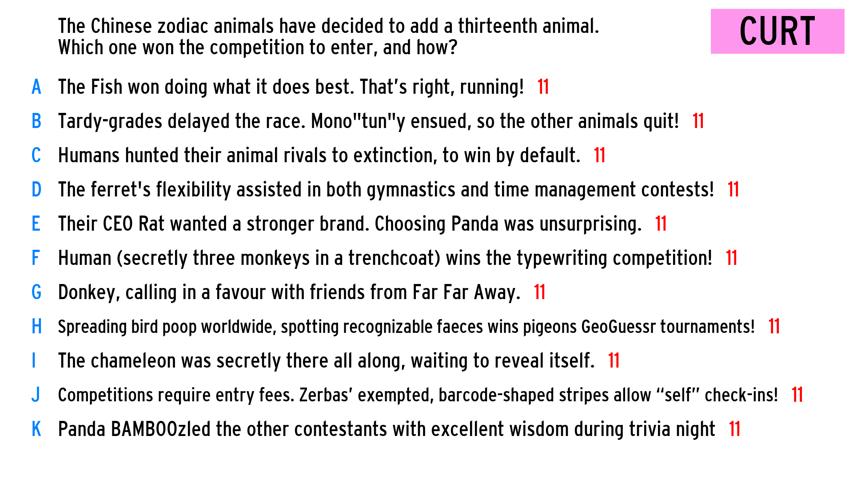 The Chinese zodiac animals have decided to add a thirteenth animal.
Which one won the competition to enter, and how?
CURT
A The Fish won doing what it does best. That's right, running! 11
B Tardy-grades delayed the race. Mono"tun"y ensued, so the other animals quit! 11
C Humans hunted their animal rivals to extinction, to win by default. 11
D The ferret's flexibility assisted in both gymnastics and time management contests! 11
E Their CEO Rat wanted a stronger brand. Choosing Panda was unsurprising. 11
F Human (secretly three monkeys in a trenchcoat) wins the typewriting competition! 11
G Donkey, calling in a favour with friends from Far Far Away. 11
H Spreading bird poop worldwide, spotting recognizable faeces wins pigeons GeoGuessr tournaments! 11
I The chameleon was secretly there all along, waiting to reveal itself. 11
J Competitions require entry fees. Zerbas’ exempted, barcode-shaped stripes allow “self” check-ins! 11
K Panda BAMBOOzled the other contestants with excellent wisdom during trivia night 11